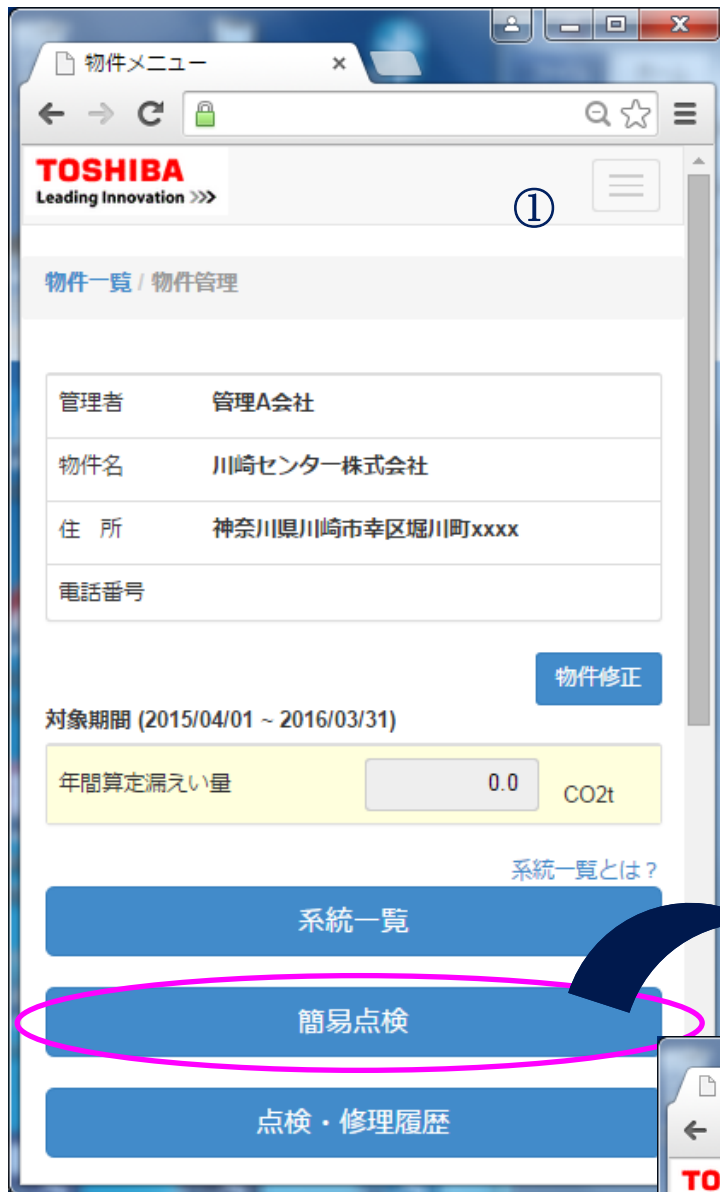 物件メニュー
TOSHIBA
Leading Innovation >>>
①
物件一覧 / 物件管理
管理者 管理A会社
物件名 川崎センター株式会社
住 所 神奈川県川崎市幸区堀川町xxxx
電話番号
物件修正
対象期間 (2015/04/01 ~ 2016/03/31)
年間算定漏えい量 0.0 CO2t
系統一覧とは?
系統一覧
簡易点検
点検・修理履歴
TO